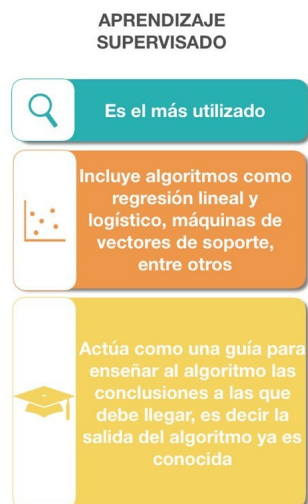 APRENDIZAJE
SUPERVISADO
Es el más utilizado
Incluye algoritmos como
regresión lineal y
logístico, máquinas de
vectores de soporte,
entre otros
Actúa como una guía para
enseñar al algoritmo las
conclusiones a las que
debe llegar, es decir la
salida del algoritmo ya es
conocida